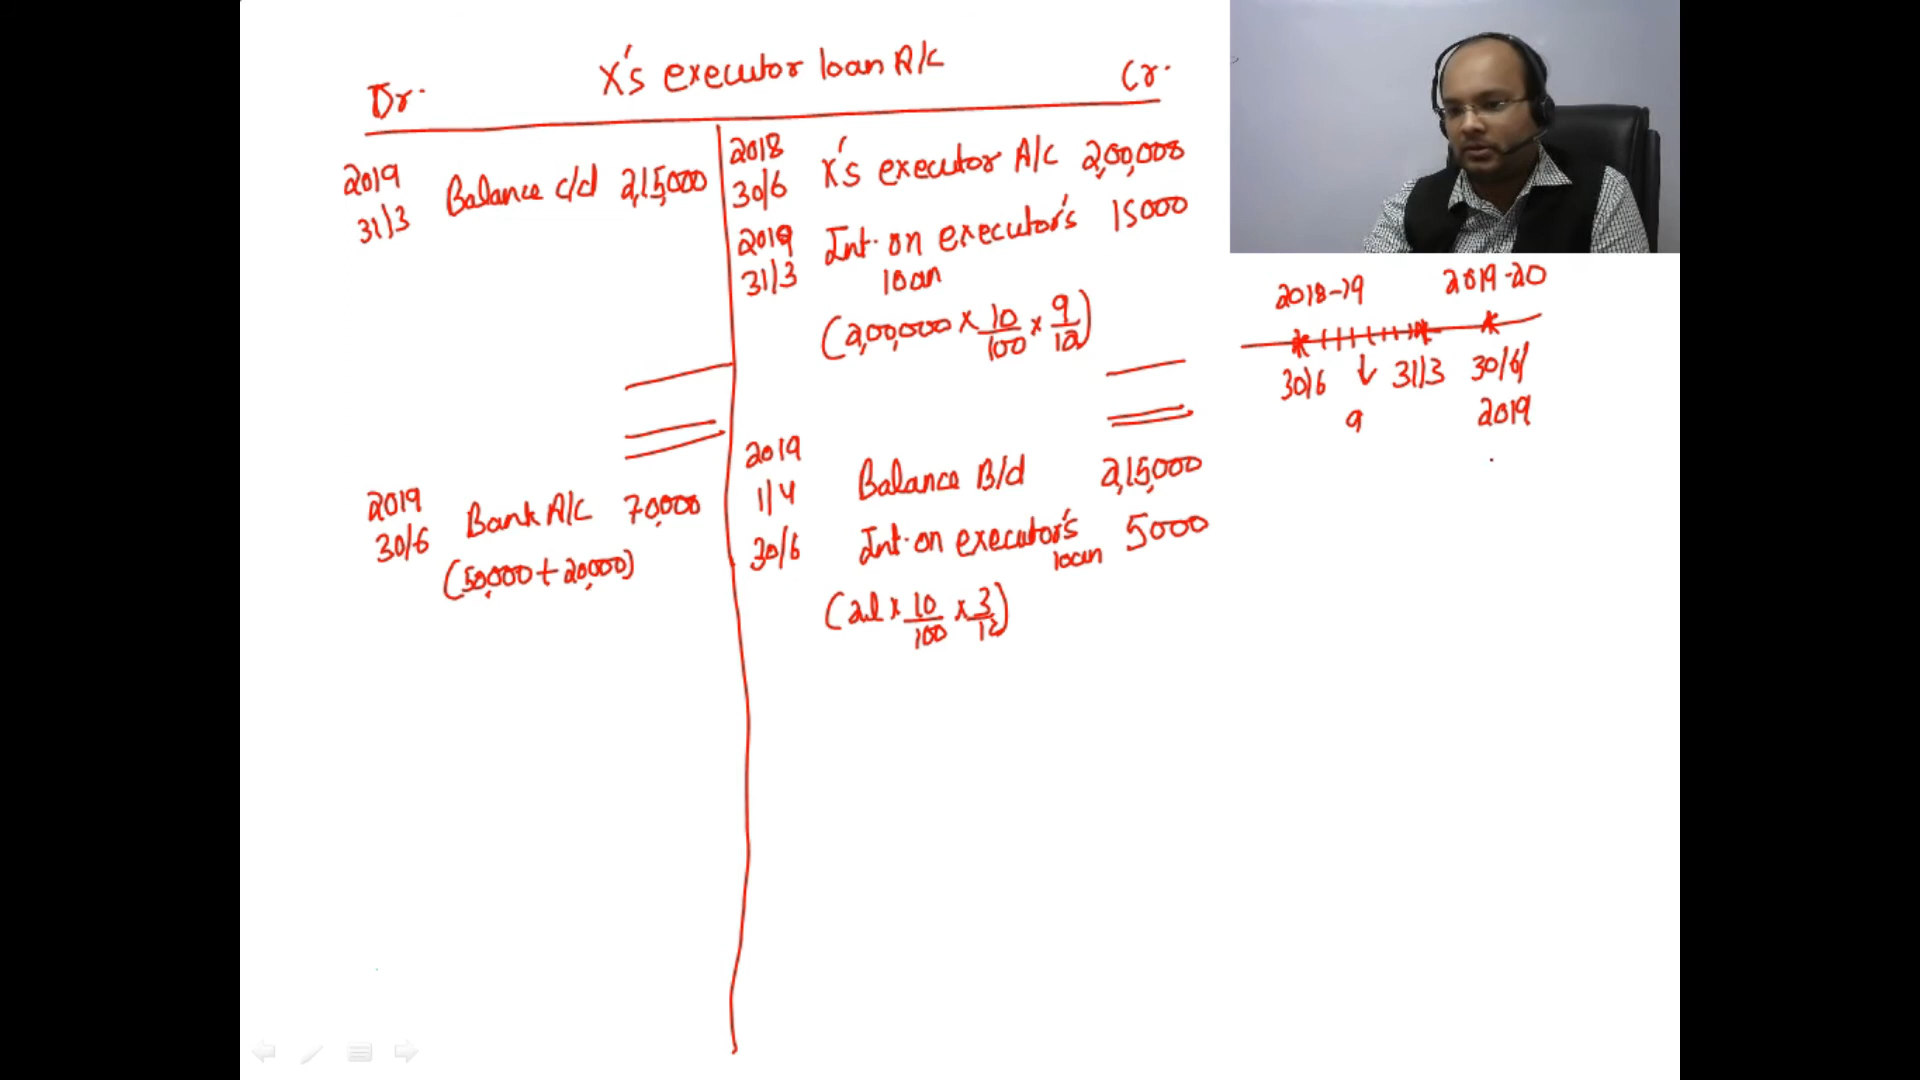 X's executor loan A/c
Dr.
Cr.
2019
31/3 Balance c/d 2,15,000
2018
30/6 X's executor A/c 2,00,000
2019 Int. on executor's 15000
31/3 loan
(2,00,000 × 10/100 × 9/12)
2019
1/4 Balance B/d 2,15,000
30/6 Int. on executor's 5000
loan
(2l × 10/100 × 3/12)
2019
30/6 Bank A/c 70,000
(50,000 + 20,000)
2018-19 2019-20
30/6 31/3 30/6/
9 2019